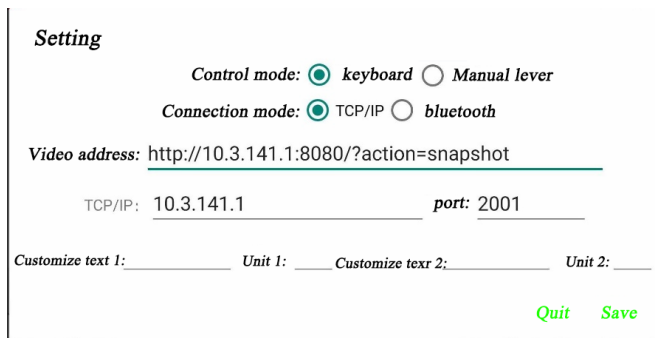 Setting
Control mode: keyboard Manual lever
Connection mode: TCP/IP bluetooth
Video address: http://10.3.141.1:8080/?action=snapshot
TCP/IP: 10.3.141.1 port: 2001
Customize text 1: Unit 1: Customize texr 2: Unit 2:
Quit Save